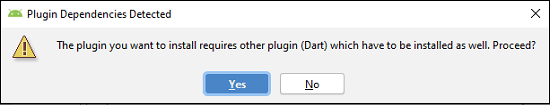 Plugin Dependencies Detected
The plugin you want to install requires other plugin (Dart) which have to be installed as well. Proceed?
Yes
No